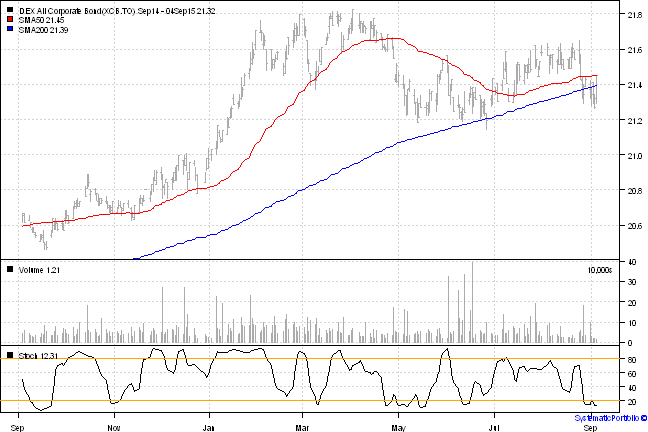 DEX All Corporate Bond(XCB.TO) Sep14 - 04Sep15 21.32
SMA50 21.45
SMA200 21.39
21.8
21.6
21.4
21.2
21.0
20.8
20.6
Volume 1.21
10,000s
40
30
20
10
0
Stoch 12.31
80
60
40
20
Sep Nov Jan Mar May Jul Sep
SystematicPortfolio ©